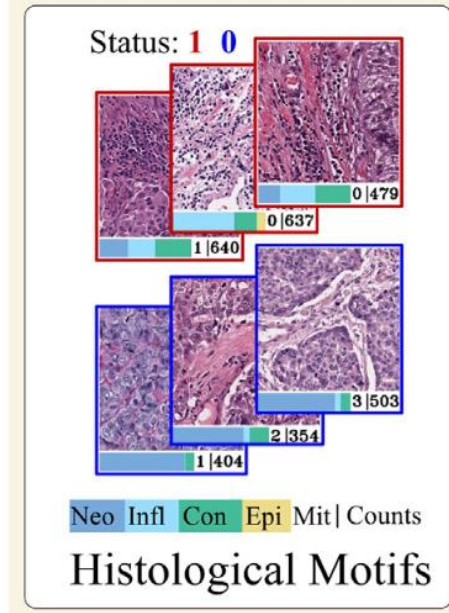 Status: 1 0
0|479
0|637
1|640
3|503
2|354
1|404
Neo Infl Con Epi Mit| Counts
Histological Motifs